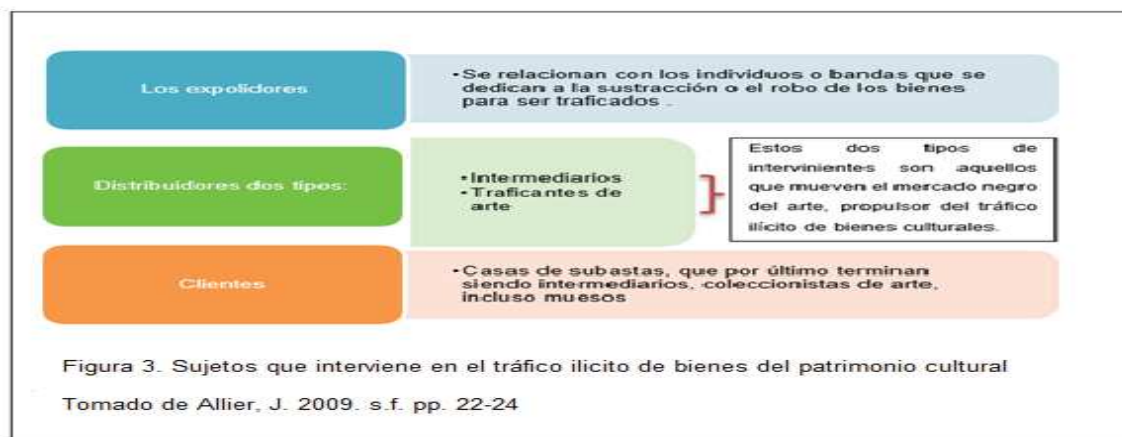 Los expolidores
•Se relacionan con los individuos o bandas que se
dedican a la sustracción o el robo de los bienes
para ser traficados .
Distribuidores dos tipos:
•Intermediarios
•Traficantes de
arte
Estos dos tipos de
intervinientes son aquellos
que mueven el mercado negro
del arte, propulsor del tráfico
ilícito de bienes culturales.
Clientes
•Casas de subastas, que por último terminan
siendo intermediarios, coleccionistas de arte,
incluso muesos
Figura 3. Sujetos que interviene en el tráfico ilicito de bienes del patrimonio cultural
Tomado de Allier, J. 2009. s.f. pp. 22-24